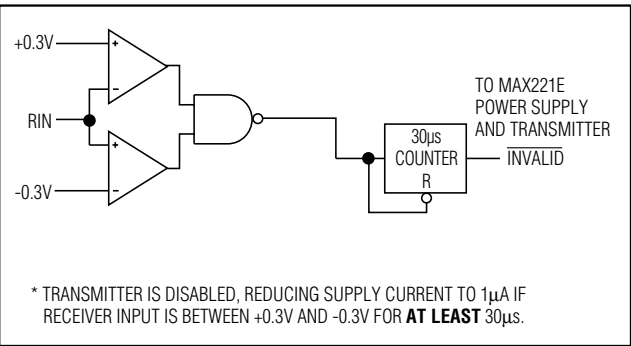 +0.3V
+
-
RIN
+
-
-0.3V
30μs
COUNTER
R
TO MAX221E
POWER SUPPLY
AND TRANSMITTER
INVALID
* TRANSMITTER IS DISABLED, REDUCING SUPPLY CURRENT TO 1μA IF
RECEIVER INPUT IS BETWEEN +0.3V AND -0.3V FOR AT LEAST 30μs.